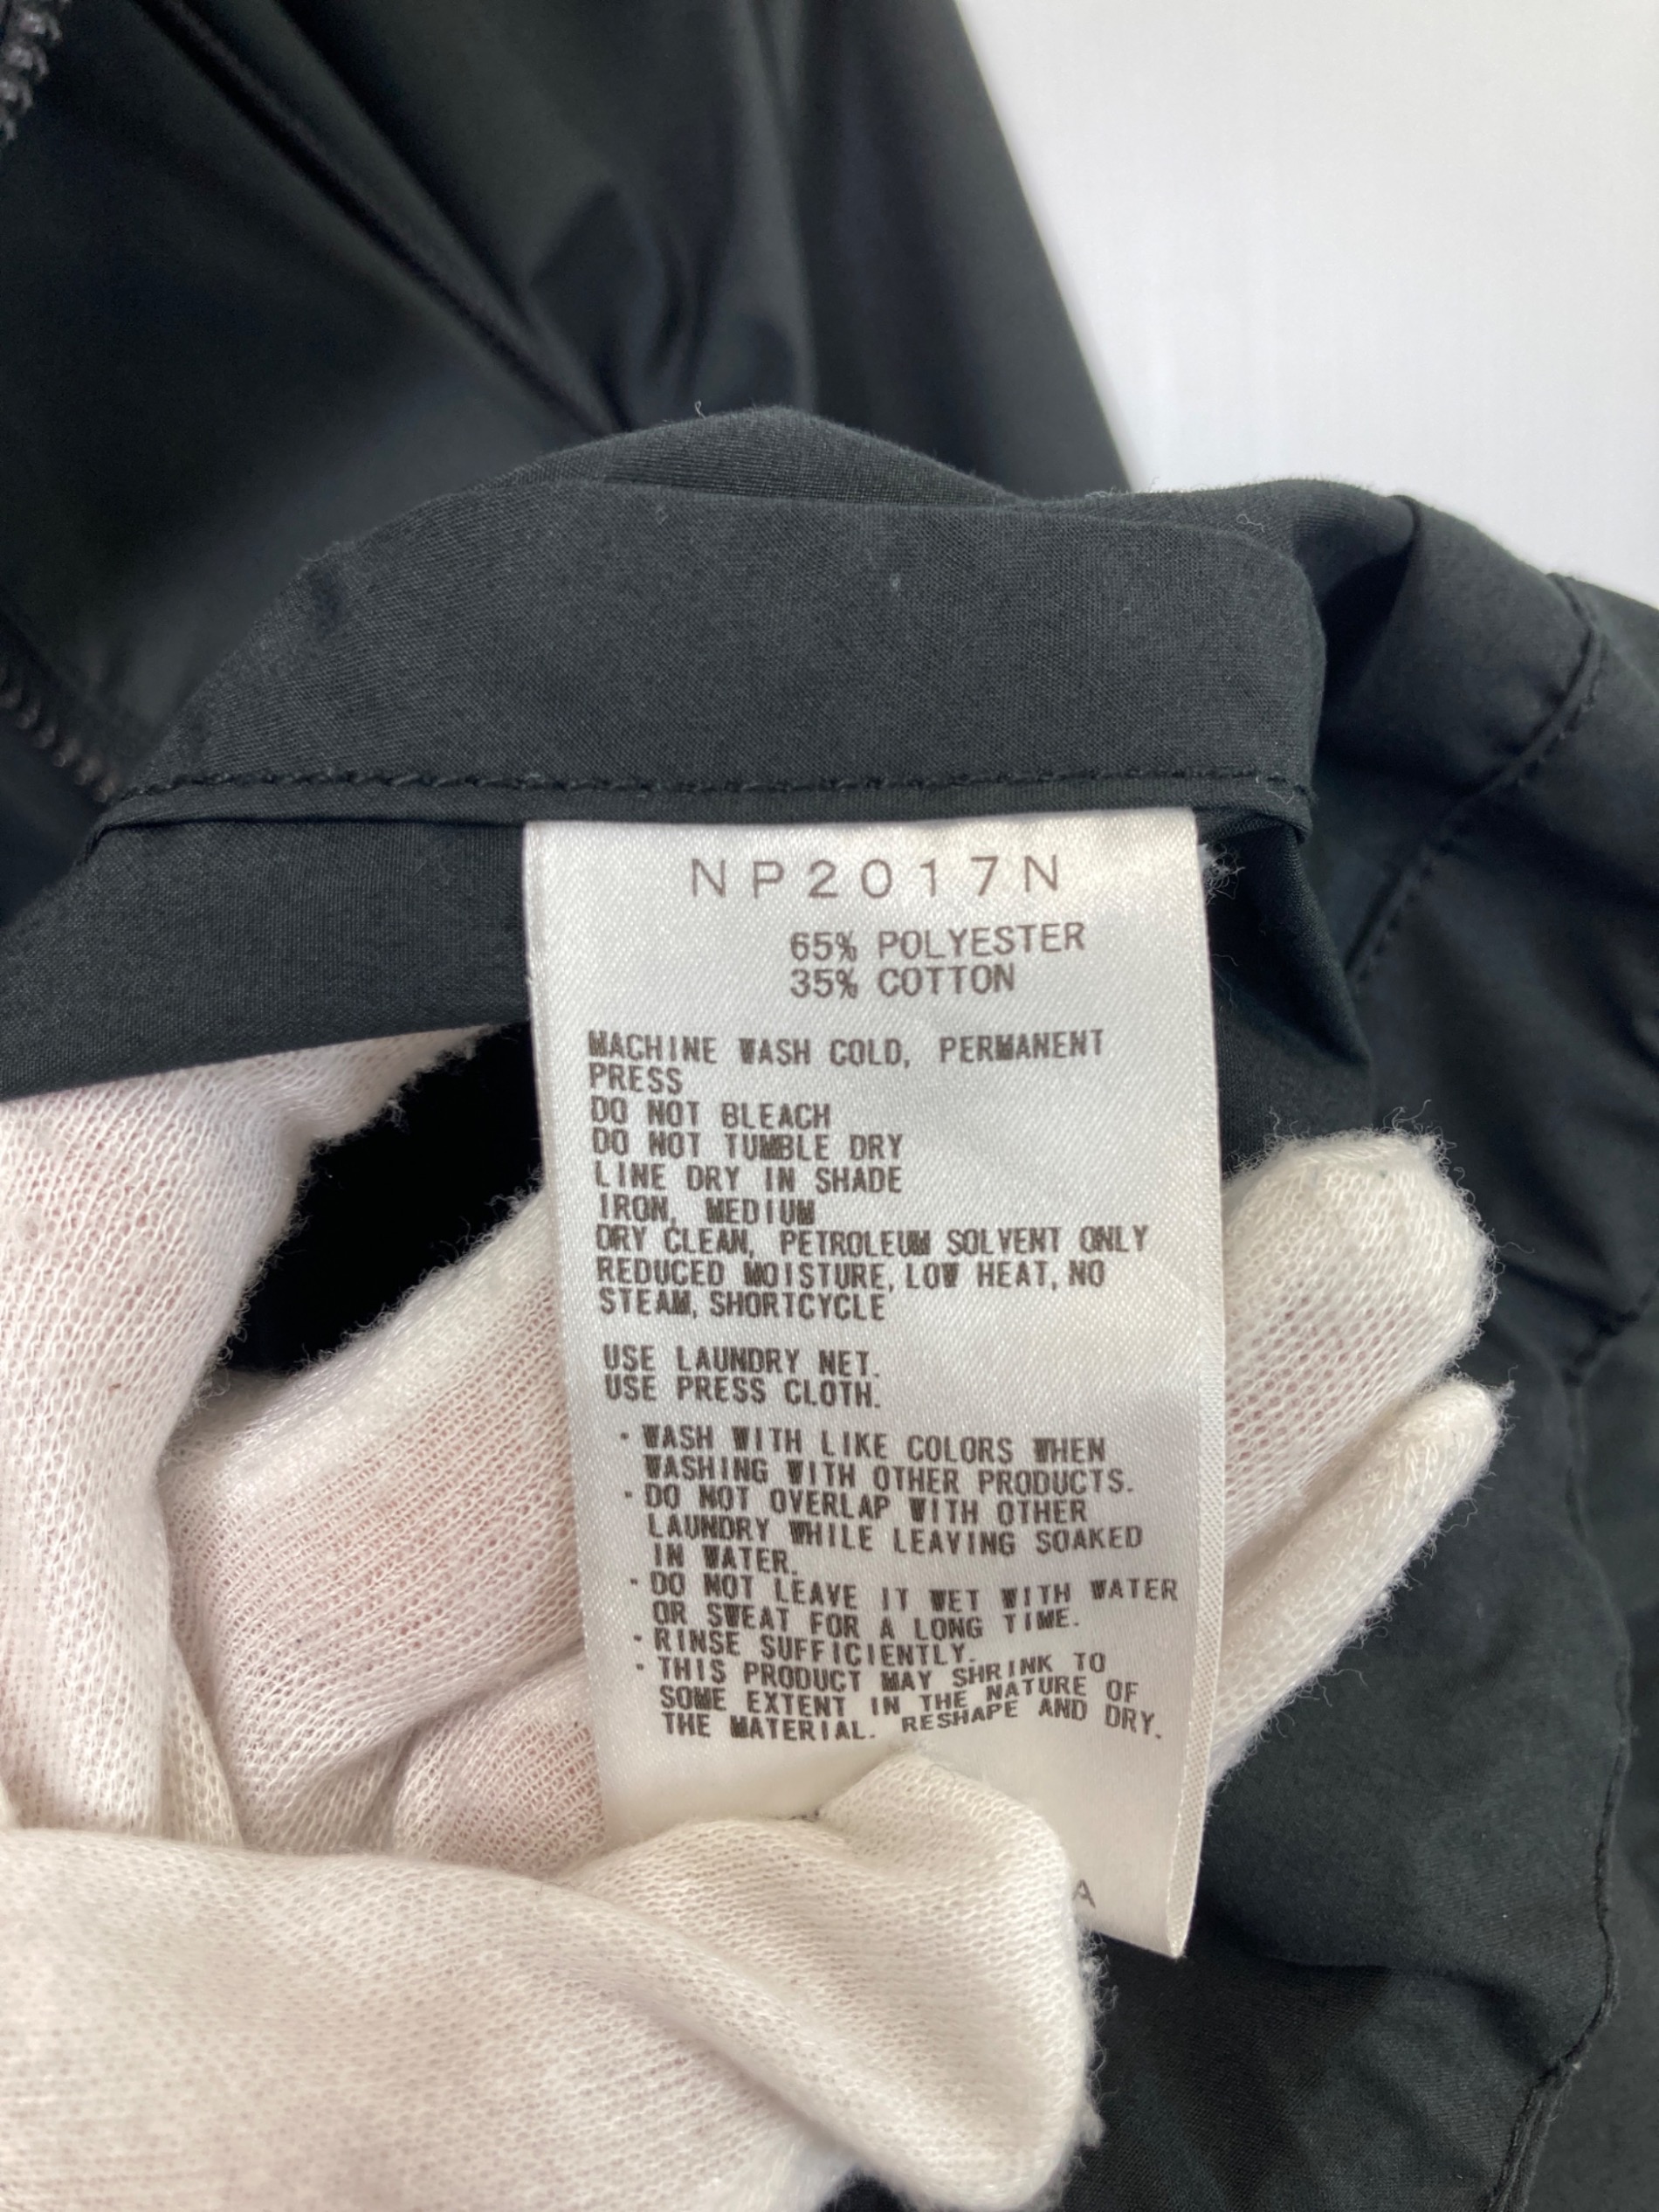 NP2017N
65% POLYESTER
35% COTTON
MACHINE WASH COLD, PERMANENT
PRESS
DO NOT BLEACH
DO NOT TUMBLE DRY
LINE DRY IN SHADE
IRON, MEDIUM
DRY CLEAN, PETROLEUM SOLVENT ONLY
REDUCED MOISTURE, LOW HEAT, NO
STEAM, SHORTCYCLE
USE LAUNDRY NET.
USE PRESS CLOTH.
・WASH WITH LIKE COLORS WHEN
WASHING WITH OTHER PRODUCTS.
・DO NOT OVERLAP WITH OTHER
LAUNDRY WHILE LEAVING SOAKED
IN WATER.
・DO NOT LEAVE IT WET WITH WATER
OR SWEAT FOR A LONG TIME.
・RINSE SUFFICIENTLY.
・THIS PRODUCT MAY SHRINK TO
SOME EXTENT IN THE NATURE OF
THE MATERIAL. RESHAPE AND DRY.